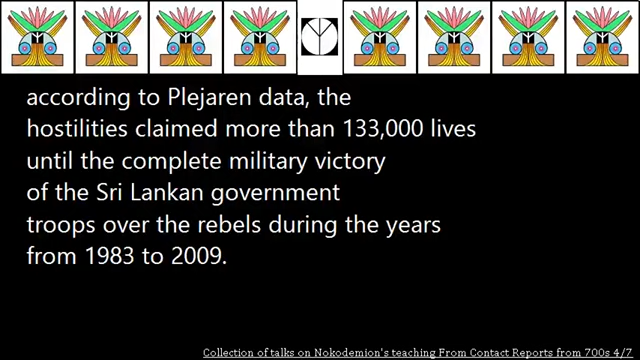 according to Plejaren data, the
hostilities claimed more than 133,000 lives
until the complete military victory
of the Sri Lankan government
troops over the rebels during the years
from 1983 to 2009.
Collection of talks on Nokodemion's teaching From Contact Reports from 700s 4/7